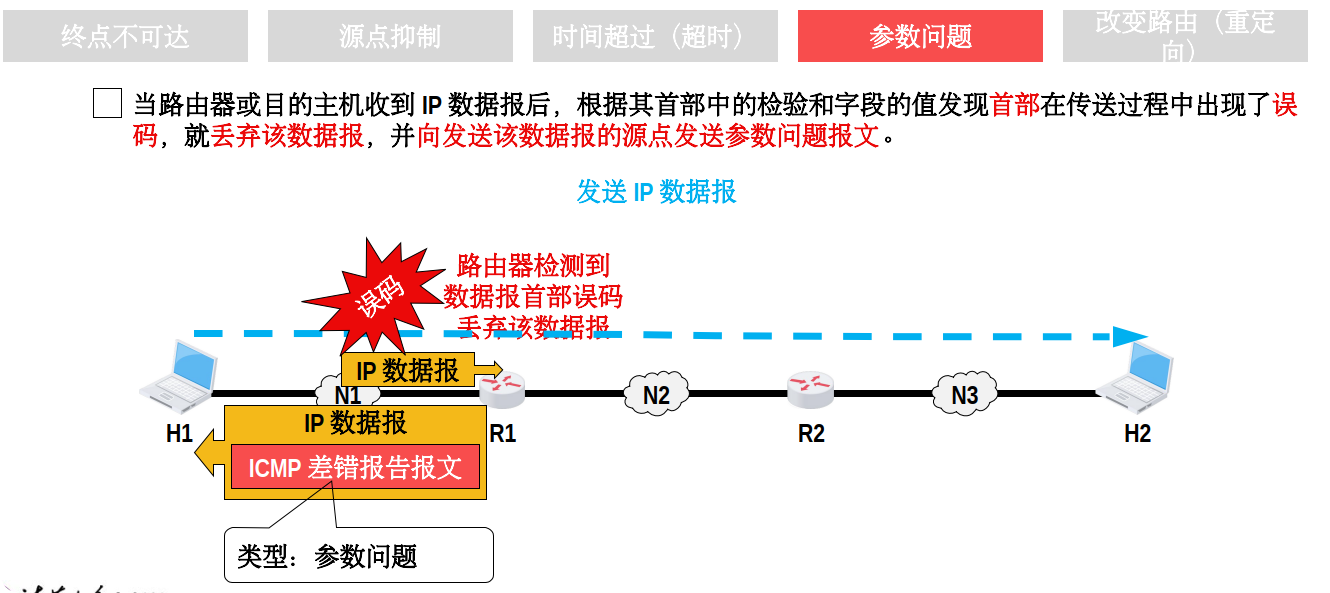 终点不可达
源点抑制
时间超过（超时）
参数问题
改变路由（重定
向）
当路由器或目的主机收到 IP 数据报后，根据其首部中的检验和字段的值发现首部在传送过程中出现了误
码，就丢弃该数据报，并向发送该数据报的源点发送参数问题报文。
发送 IP 数据报
误码
路由器检测到
数据报首部误码
丢弃该数据报
IP 数据报
N1
N2
N3
H1
R1
R2
H2
IP 数据报
ICMP 差错报告报文
类型：参数问题